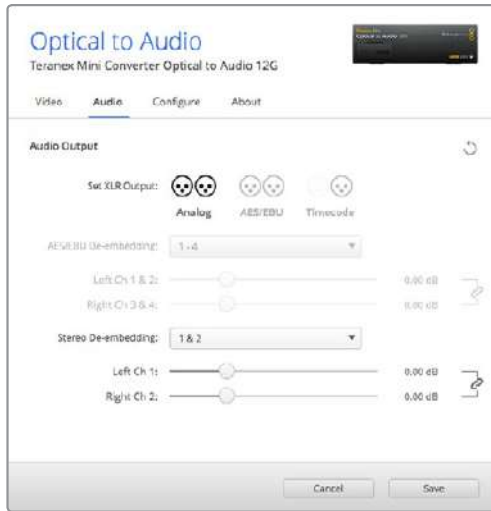 Optical to Audio
Teranex Mini Converter Optical to Audio 12G
Video Audio Configure About
Audio Output
Set XLR Output:
Analog AES/EBU Timecode
AES/EBU De-embedding: 1-4
Left Ch 1 & 2: 0.00 dB
Right Ch 3 & 4: 0.00 dB
Stereo De-embedding: 1 & 2
Left Ch 1: 0.00 dB
Right Ch 2: 0.00 dB
Cancel Save